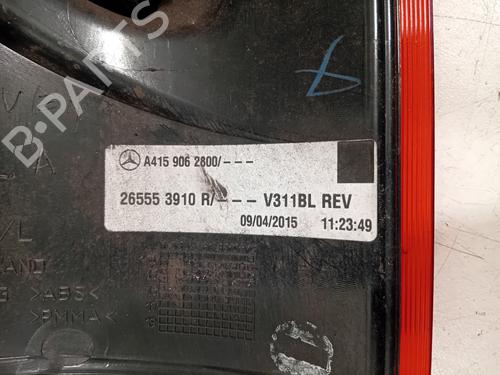 B-PARTS
A415 906 2800/---
26555 3910 R/--- V311BL REV
09/04/2015 11:23:49
>ABS<
>PMMA<